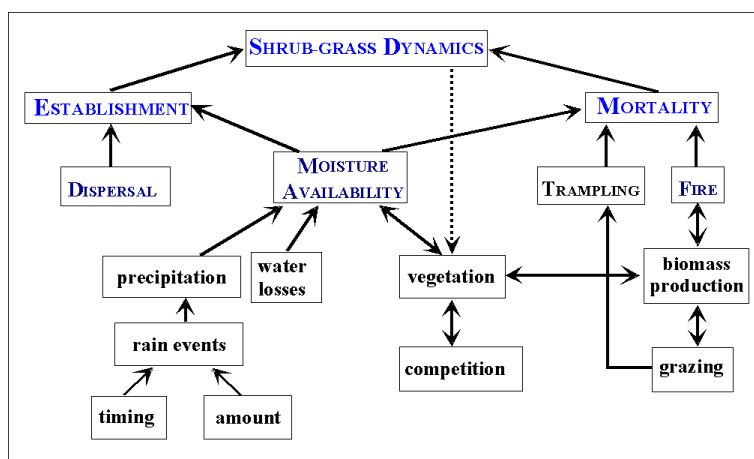 SHRUB-GRASS DYNAMICS
ESTABLISHMENT
MORTALITY
DISPERSAL
MOISTURE
AVAILABILITY
TRAMPLING
FIRE
precipitation
water
losses
vegetation
biomass
production
rain events
competition
grazing
timing
amount